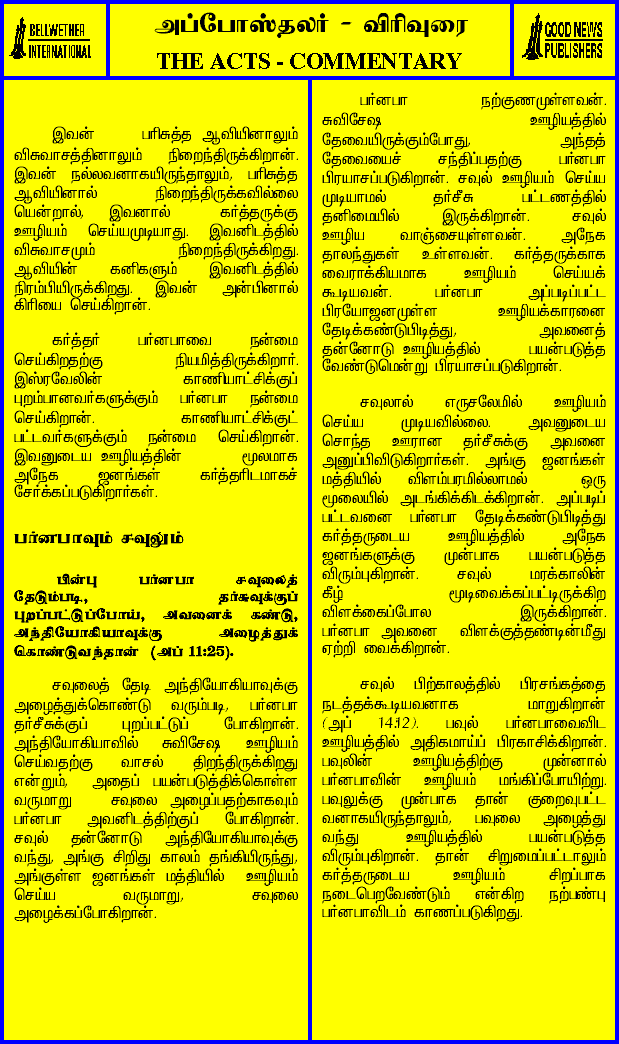 BELLWETHER
INTERNATIONAL
அப்போஸ்தலர் - விரிவுரை
THE ACTS - COMMENTARY
GOOD NEWS
PUBLISHERS
இவன் பரிசுத்த ஆவியினாலும்
விசுவாசத்தினாலும் நிறைந்திருக்கிறான்.
இவன் நல்லவனாகயிருந்தாலும், பரிசுத்த
ஆவியினால் நிறைந்திருக்கவில்லை
யென்றால், இவனால் கர்த்தருக்கு
ஊழியம் செய்யமுடியாது. இவனிடத்தில்
விசுவாசமும் நிறைந்திருக்கிறது.
ஆவியின் கனிகளும் இவனிடத்தில்
நிரம்பியிருக்கிறது. இவன் அன்பினால்
கிரியை செய்கிறான்.
கர்த்தர் பர்னபாவை நன்மை
செய்கிறதற்கு நியமித்திருக்கிறார்.
இஸ்ரவேலின் காணியாட்சிக்குப்
புறம்பானவர்களுக்கும் பர்னபா நன்மை
செய்கிறான். காணியாட்சிக்குட்
பட்டவர்களுக்கும் நன்மை செய்கிறான்.
இவனுடைய ஊழியத்தின் மூலமாக
அநேக ஜனங்கள் கர்த்தரிடமாகச்
சேர்க்கப்படுகிறார்கள்.
பர்னபாவும் சவுலும்
பின்பு பர்னபா சவுலைத்
தேடும்படி, தர்சுவுக்குப்
புறப்பட்டுப்போய், அவனைக் கண்டு,
அந்தியோகியாவுக்கு அழைத்துக்
கொண்டுவந்தான் (அப் 11:25).
சவுலைத் தேடி அந்தியோகியாவுக்கு
அழைத்துக்கொண்டு வரும்படி, பர்னபா
தர்சீசுக்குப் புறப்பட்டுப் போகிறான்.
அந்தியோகியாவில் சுவிசேஷ ஊழியம்
செய்வதற்கு வாசல் திறந்திருக்கிறது
என்றும், அதைப் பயன்படுத்திக்கொள்ள
வருமாறு சவுலை அழைப்பதற்காகவும்
பர்னபா அவனிடத்திற்குப் போகிறான்.
சவுல் தன்னோடு அந்தியோகியாவுக்கு
வந்து, அங்கு சிறிது காலம் தங்கியிருந்து,
அங்குள்ள ஜனங்கள் மத்தியில் ஊழியம்
செய்ய வருமாறு, சவுலை
அழைக்கப்போகிறான்.
பர்னபா நற்குணமுள்ளவன்.
சுவிசேஷ ஊழியத்தில்
தேவையிருக்கும்போது, அந்தத்
தேவையைச் சந்திப்பதற்கு பர்னபா
பிரயாசப்படுகிறான். சவுல் ஊழியம் செய்ய
முடியாமல் தர்சீசு பட்டணத்தில்
தனிமையில் இருக்கிறான். சவுல்
ஊழிய வாஞ்சையுள்ளவன். அநேக
தாலந்துகள் உள்ளவன். கர்த்தருக்காக
வைராக்கியமாக ஊழியம் செய்யக்
கூடியவன். பர்னபா அப்படிப்பட்ட
பிரயோஜனமுள்ள ஊழியக்காரனை
தேடிக்கண்டுபிடித்து, அவனைத்
தன்னோடு ஊழியத்தில் பயன்படுத்த
வேண்டுமென்று பிரயாசப்படுகிறான்.
சவுலால் எருசலேமில் ஊழியம்
செய்ய முடியவில்லை. அவனுடைய
சொந்த ஊரான தர்சீசுக்கு அவனை
அனுப்பிவிடுகிறார்கள். அங்கு ஜனங்கள்
மத்தியில் விளம்பரமில்லாமல் ஒரு
மூலையில் அடங்கிக்கிடக்கிறான். அப்படிப்
பட்டவனை பர்னபா தேடிக்கண்டுபிடித்து
கர்த்தருடைய ஊழியத்தில் அநேக
ஜனங்களுக்கு முன்பாக பயன்படுத்த
விரும்புகிறான். சவுல் மரக்காலின்
கீழ் மூடிவைக்கப்பட்டிருக்கிற
விளக்கைப்போல இருக்கிறான்.
பர்னபா அவனை விளக்குத்தண்டின்மீது
ஏற்றி வைக்கிறான்.
சவுல் பிற்காலத்தில் பிரசங்கத்தை
நடத்தக்கூடியவனாக மாறுகிறான்
(அப் 14:12). பவுல் பர்னபாவைவிட
ஊழியத்தில் அதிகமாய்ப் பிரகாசிக்கிறான்.
பவுலின் ஊழியத்திற்கு முன்னால்
பர்னபாவின் ஊழியம் மங்கிப்போயிற்று.
பவுலுக்கு முன்பாக தான் குறைவுபட்ட
வனாகயிருந்தாலும், பவுலை அழைத்து
வந்து ஊழியத்தில் பயன்படுத்த
விரும்புகிறான். தான் சிறுமைப்பட்டாலும்
கர்த்தருடைய ஊழியம் சிறப்பாக
நடைபெறவேண்டும் என்கிற நற்பண்பு
பர்னபாவிடம் காணப்படுகிறது.